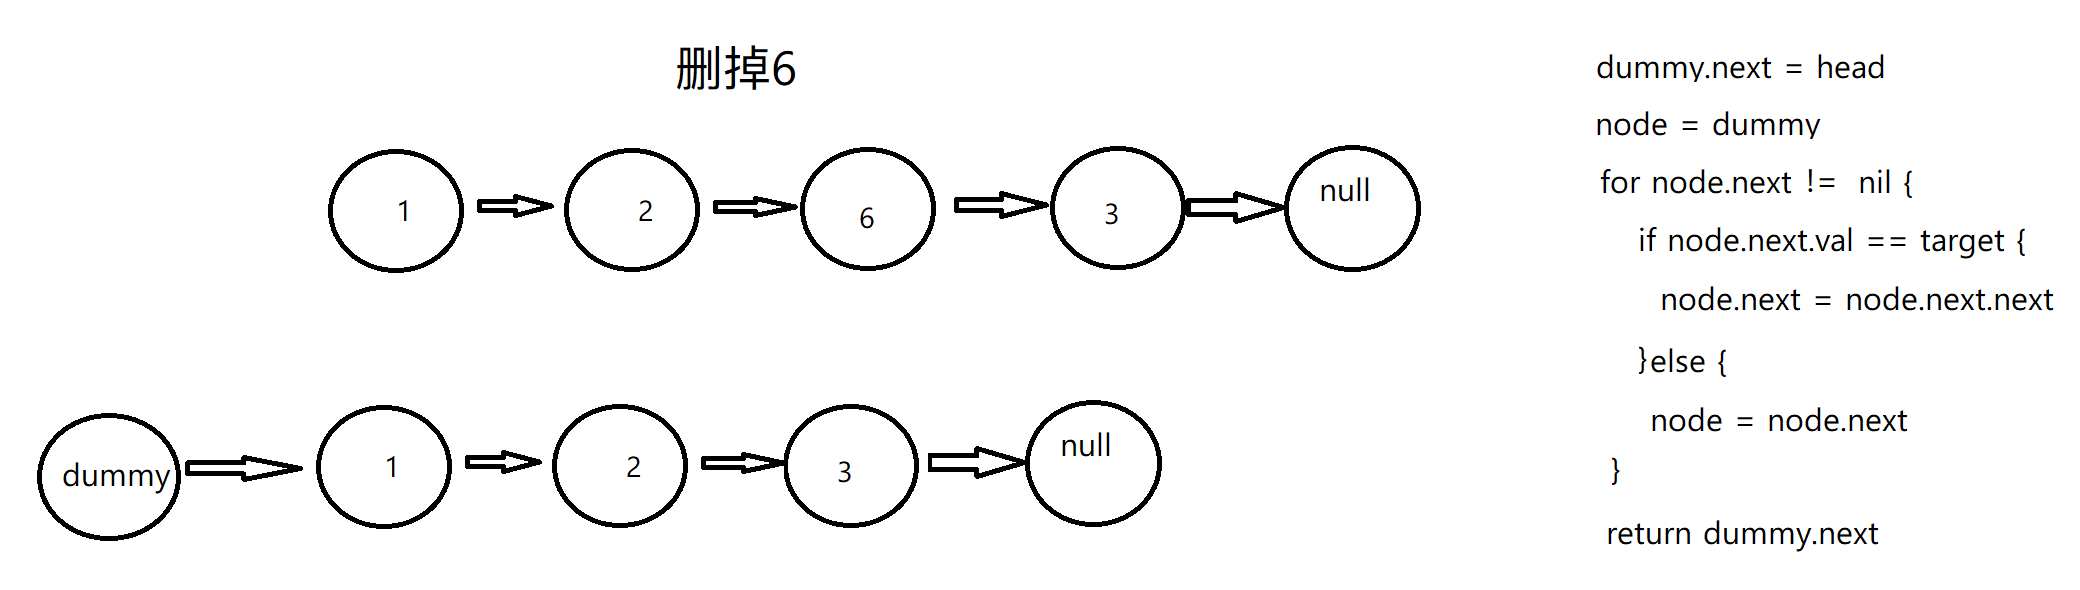 删掉6
1 2 6 3 null
dummy 1 2 3 null
dummy.next = head
node = dummy
for node.next != nil {
if node.next.val == target {
node.next = node.next.next
}else {
node = node.next
}
return dummy.next